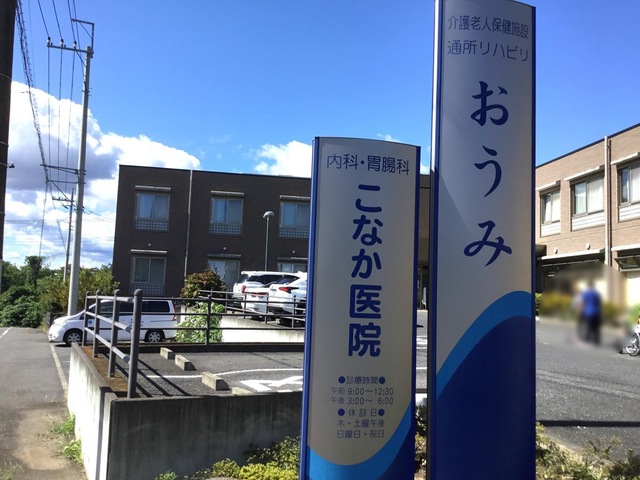 介護老人保健施設
通所リハビリ
おうみ
内科・胃腸科
こなか医院
●診療時間●
午前 9:00〜12:30
午後 3:00〜 6:00
●休診日●
木・土曜午後
日曜日・祝日